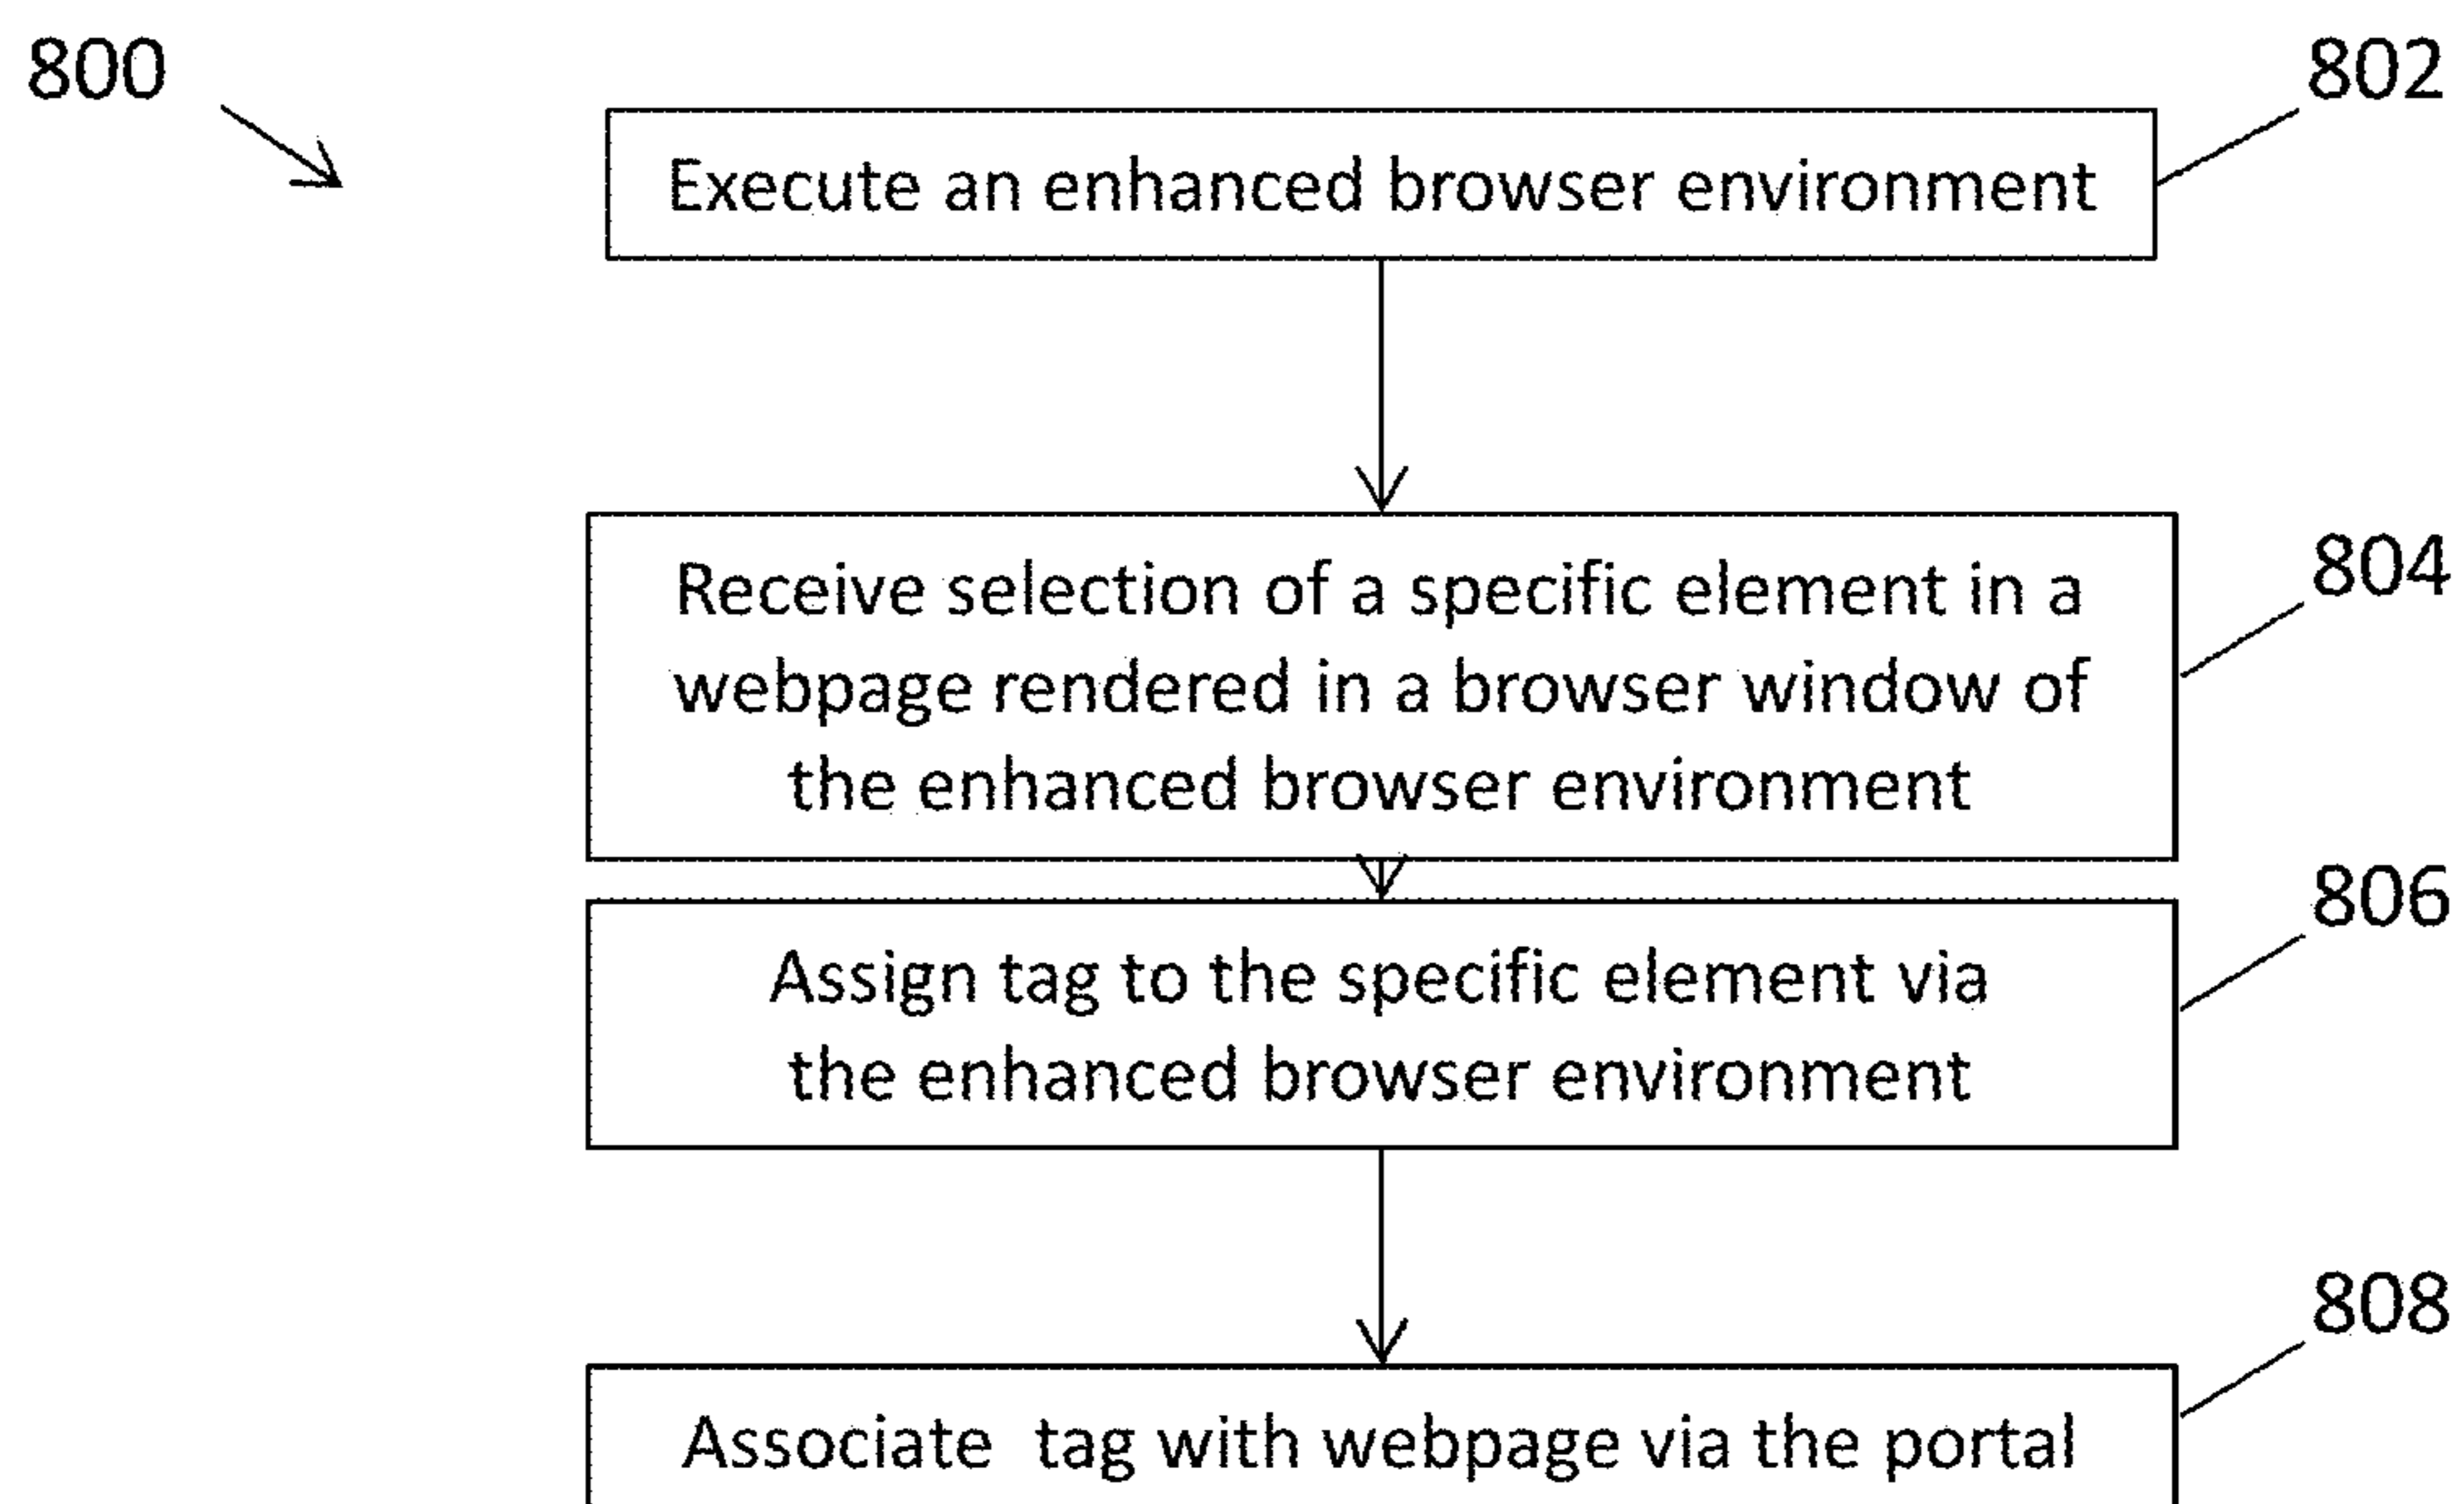 800
802
Execute an enhanced browser environment
804
Receive selection of a specific element in a
webpage rendered in a browser window of
the enhanced browser environment
806
Assign tag to the specific element via
the enhanced browser environment
808
Associate  tag with webpage via the portal